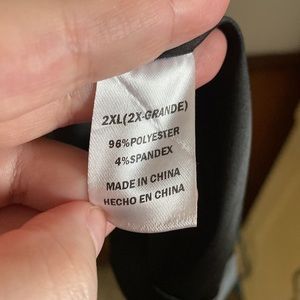 2XL(2X-GRANDE)
96%POLYESTER
4%SPANDEX
MADE IN CHINA
HECHO EN CHINA